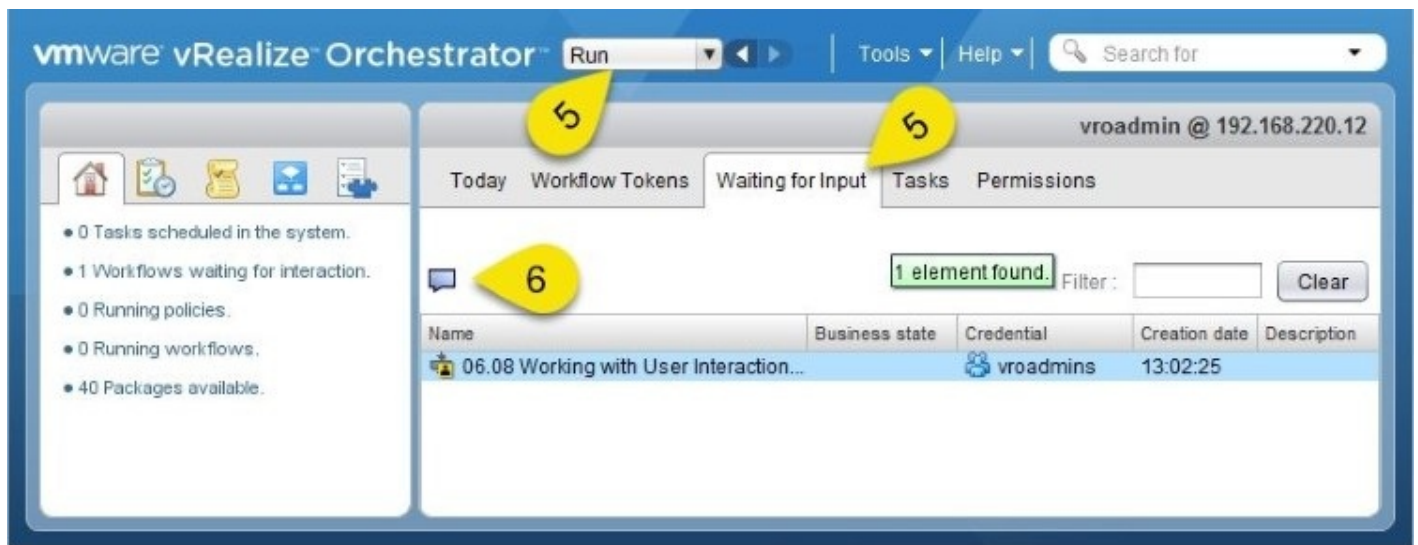 vmware vRealize™ Orchestrator™ Run Tools Help Search for
5 5
vroadmin @ 192.168.220.12
Today Workflow Tokens Waiting for Input Tasks Permissions
• 0 Tasks scheduled in the system.
• 1 Workflows waiting for interaction.
• 0 Running policies.
• 0 Running workflows.
• 40 Packages available.
6 1 element found. Filter : Clear
Name Business state Credential Creation date Description
06.08 Working with User Interaction... vroadmins 13:02:25